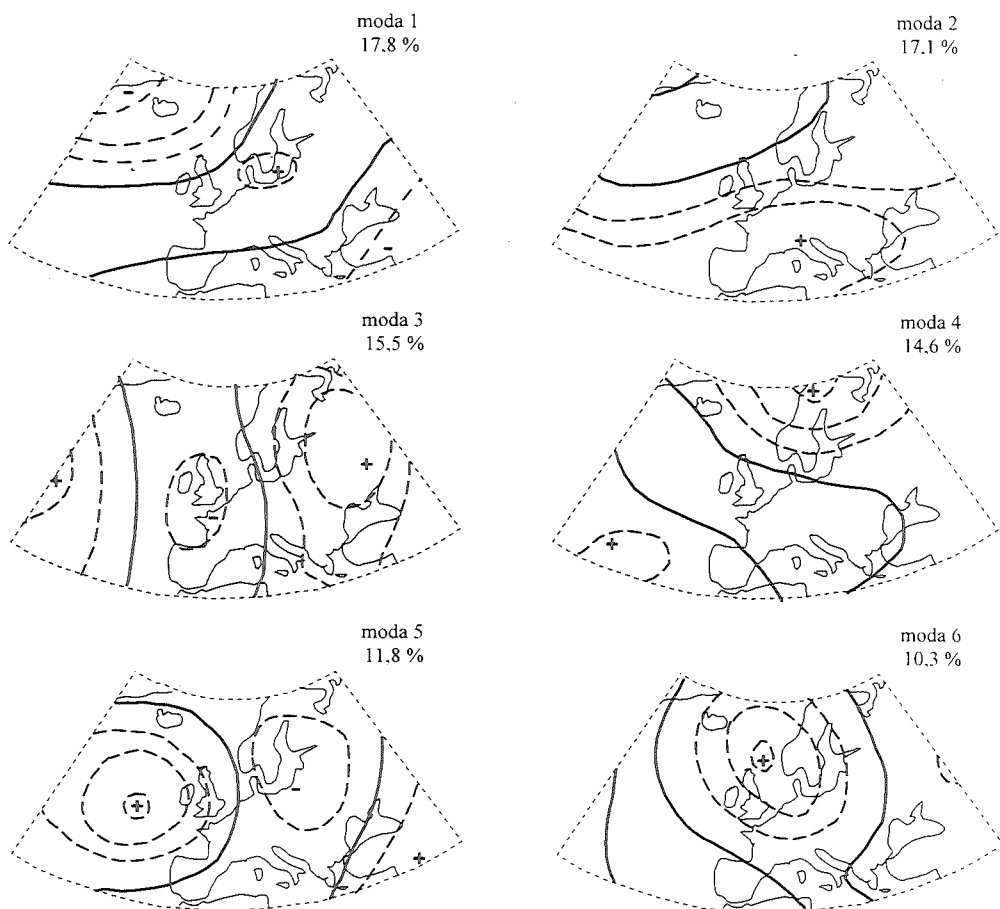 moda 1
17,8 %
moda 2
17,1 %
moda 3
15,5 %
moda 4
14,6 %
moda 5
11,8 %
moda 6
10,3 %